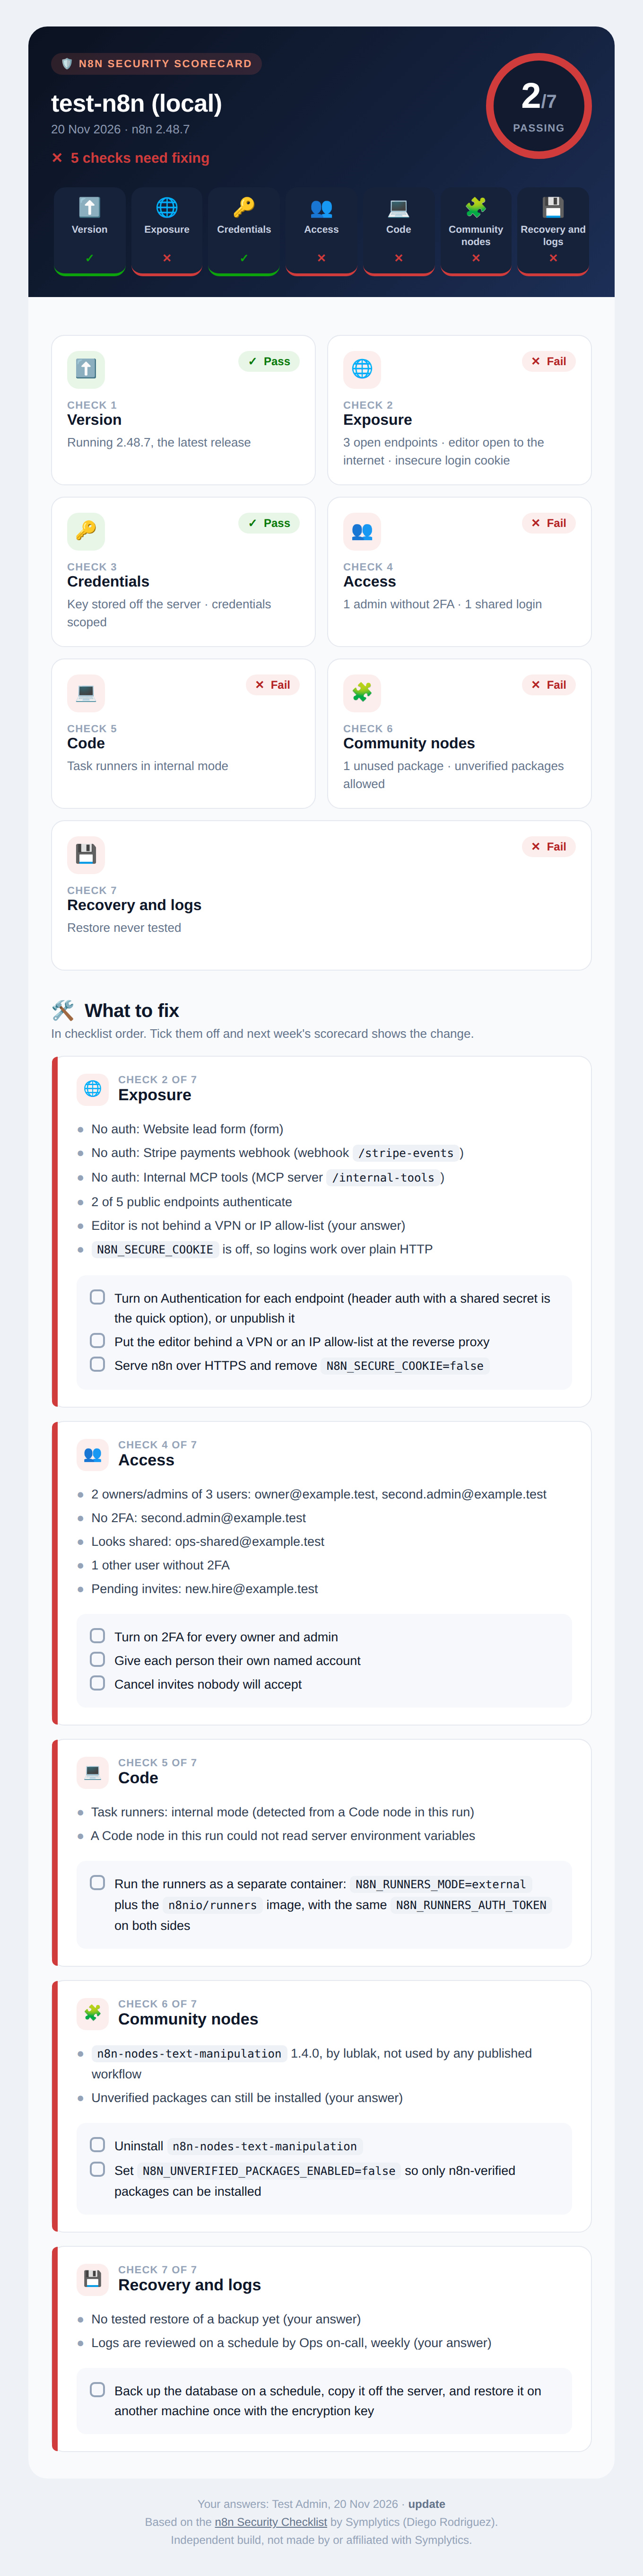 N8N SECURITY SCORECARD
test-n8n (local)
20 Nov 2026 · n8n 2.48.7
✕ 5 checks need fixing
2/7
PASSING
Version
✓
Exposure
✕
Credentials
✓
Access
✕
Code
✕
Community
nodes
✕
Recovery and
logs
✕
✓ Pass
CHECK 1
Version
Running 2.48.7, the latest release
✕ Fail
CHECK 2
Exposure
3 open endpoints · editor open to the
internet · insecure login cookie
✓ Pass
CHECK 3
Credentials
Key stored off the server · credentials
scoped
✕ Fail
CHECK 4
Access
1 admin without 2FA · 1 shared login
✕ Fail
CHECK 5
Code
Task runners in internal mode
✕ Fail
CHECK 6
Community nodes
1 unused package · unverified packages
allowed
✕ Fail
CHECK 7
Recovery and logs
Restore never tested
What to fix
In checklist order. Tick them off and next week's scorecard shows the change.
CHECK 2 OF 7
Exposure
No auth: Website lead form (form)
No auth: Stripe payments webhook (webhook /stripe-events)
No auth: Internal MCP tools (MCP server /internal-tools)
2 of 5 public endpoints authenticate
Editor is not behind a VPN or IP allow-list (your answer)
N8N_SECURE_COOKIE is off, so logins work over plain HTTP
Turn on Authentication for each endpoint (header auth with a shared secret is
the quick option), or unpublish it
Put the editor behind a VPN or an IP allow-list at the reverse proxy
Serve n8n over HTTPS and remove N8N_SECURE_COOKIE=false
CHECK 4 OF 7
Access
2 owners/admins of 3 users: owner@example.test, second.admin@example.test
No 2FA: second.admin@example.test
Looks shared: ops-shared@example.test
1 other user without 2FA
Pending invites: new.hire@example.test
Turn on 2FA for every owner and admin
Give each person their own named account
Cancel invites nobody will accept
CHECK 5 OF 7
Code
Task runners: internal mode (detected from a Code node in this run)
A Code node in this run could not read server environment variables
Run the runners as a separate container: N8N_RUNNERS_MODE=external
plus the n8nio/runners image, with the same N8N_RUNNERS_AUTH_TOKEN
on both sides
CHECK 6 OF 7
Community nodes
n8n-nodes-text-manipulation 1.4.0, by lublak, not used by any published
workflow
Unverified packages can still be installed (your answer)
Uninstall n8n-nodes-text-manipulation
Set N8N_UNVERIFIED_PACKAGES_ENABLED=false so only n8n-verified
packages can be installed
CHECK 7 OF 7
Recovery and logs
No tested restore of a backup yet (your answer)
Logs are reviewed on a schedule by Ops on-call, weekly (your answer)
Back up the database on a schedule, copy it off the server, and restore it on
another machine once with the encryption key
Your answers: Test Admin, 20 Nov 2026 · update
Based on the n8n Security Checklist by Symplytics (Diego Rodriguez).
Independent build, not made by or affiliated with Symplytics.